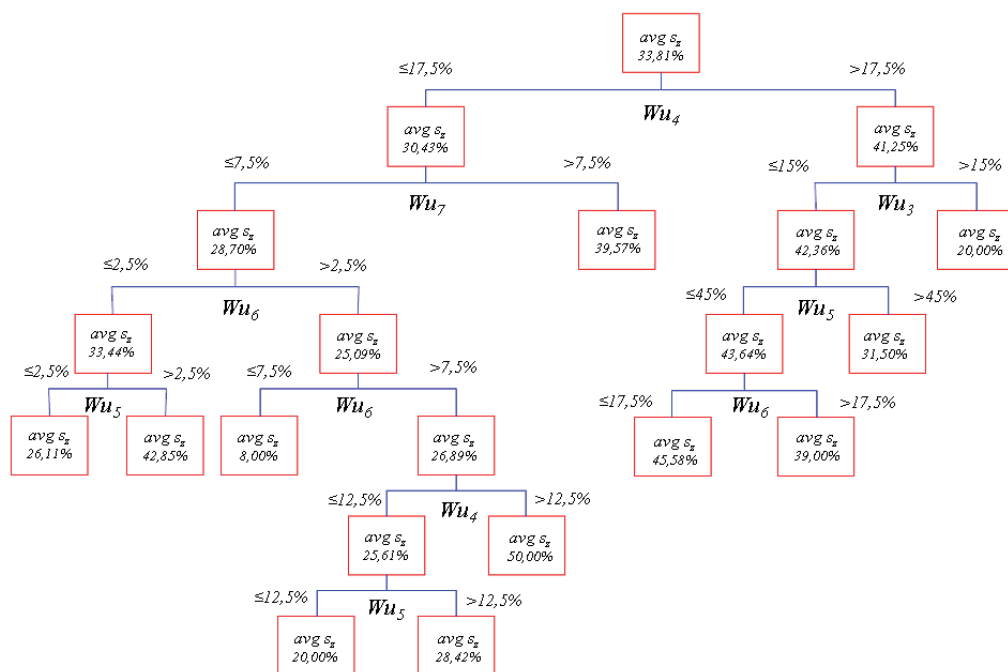 avg s_z
33,81%
≤17,5%
>17,5%
Wu_4
avg s_z
30,43%
avg s_z
41,25%
≤7,5%
>7,5%
≤15%
>15%
Wu_7
Wu_3
avg s_z
28,70%
avg s_z
39,57%
avg s_z
42,36%
avg s_z
20,00%
≤2,5%
>2,5%
≤45%
>45%
Wu_6
Wu_5
avg s_z
33,44%
avg s_z
25,09%
avg s_z
43,64%
avg s_z
31,50%
≤2,5%
>2,5%
≤7,5%
>7,5%
≤17,5%
>17,5%
Wu_5
Wu_6
Wu_6
avg s_z
26,11%
avg s_z
42,85%
avg s_z
8,00%
avg s_z
26,89%
avg s_z
45,58%
avg s_z
39,00%
≤12,5%
>12,5%
Wu_4
avg s_z
25,61%
avg s_z
50,00%
≤12,5%
>12,5%
Wu_5
avg s_z
20,00%
avg s_z
28,42%